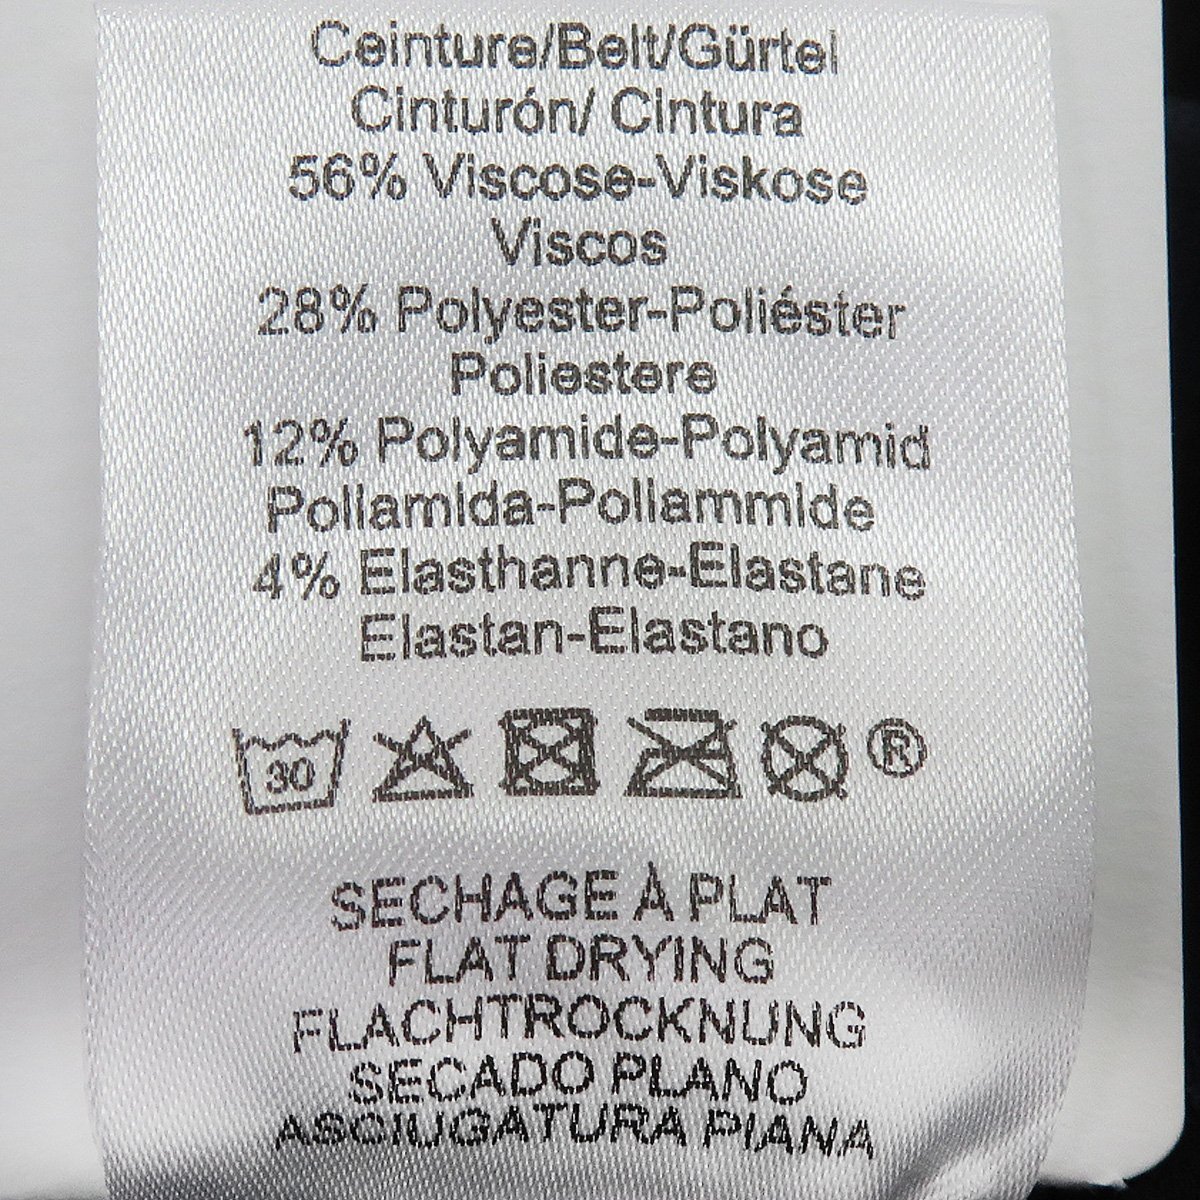 Ceinture/Belt/Gürtel
Cinturón/ Cintura
56% Viscose-Viskose
Viscos
28% Polyester-Poliéster
Poliestere
12% Polyamide-Polyamid
Poliamida-Poliammide
4% Elasthanne-Elastane
Elastan-Elastano
30 ®
SECHAGE À PLAT
FLAT DRYING
FLACHTROCKNUNG
SECADO PLANO
ASCIUGATURA PIANA